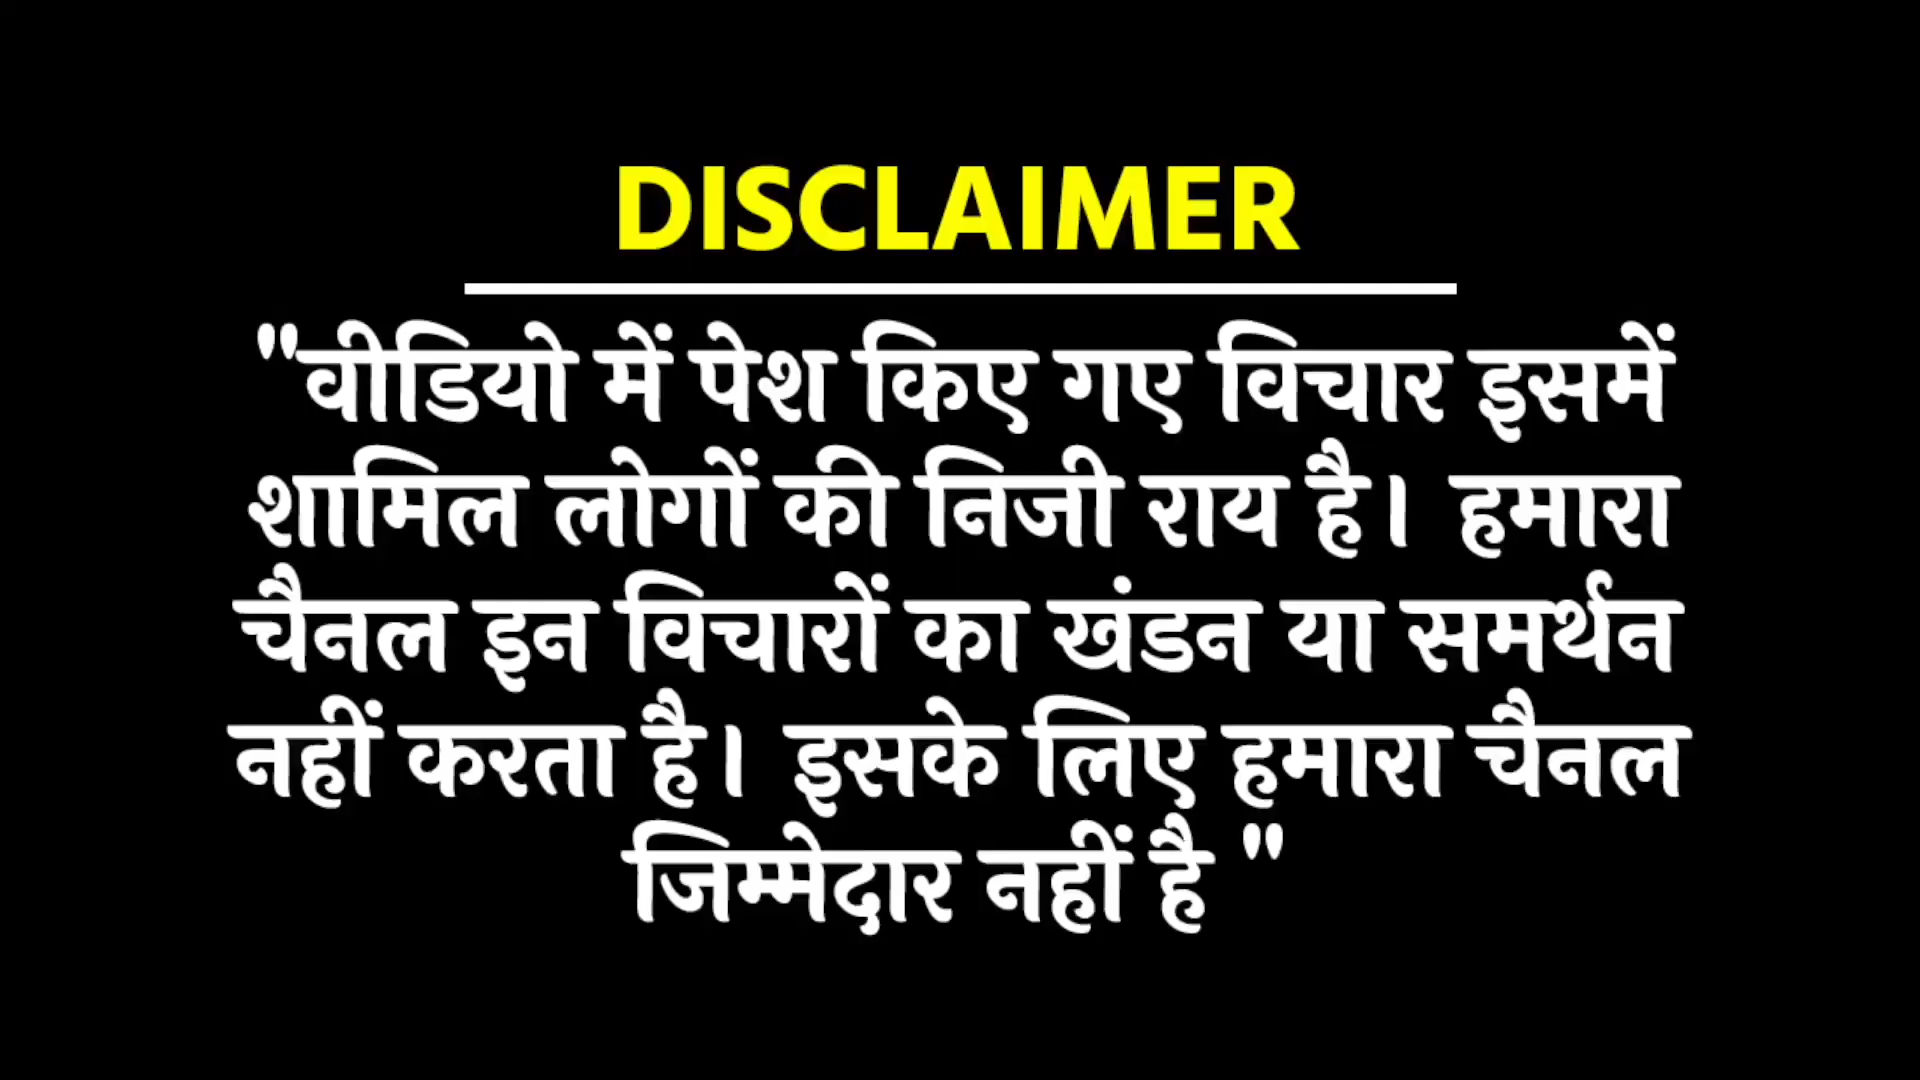 DISCLAIMER
"वीडियो में पेश किए गए विचार इसमें
शामिल लोगों की निजी राय है। हमारा
चैनल इन विचारों का खंडन या समर्थन
नहीं करता है। इसके लिए हमारा चैनल
जिम्मेदार नहीं है "